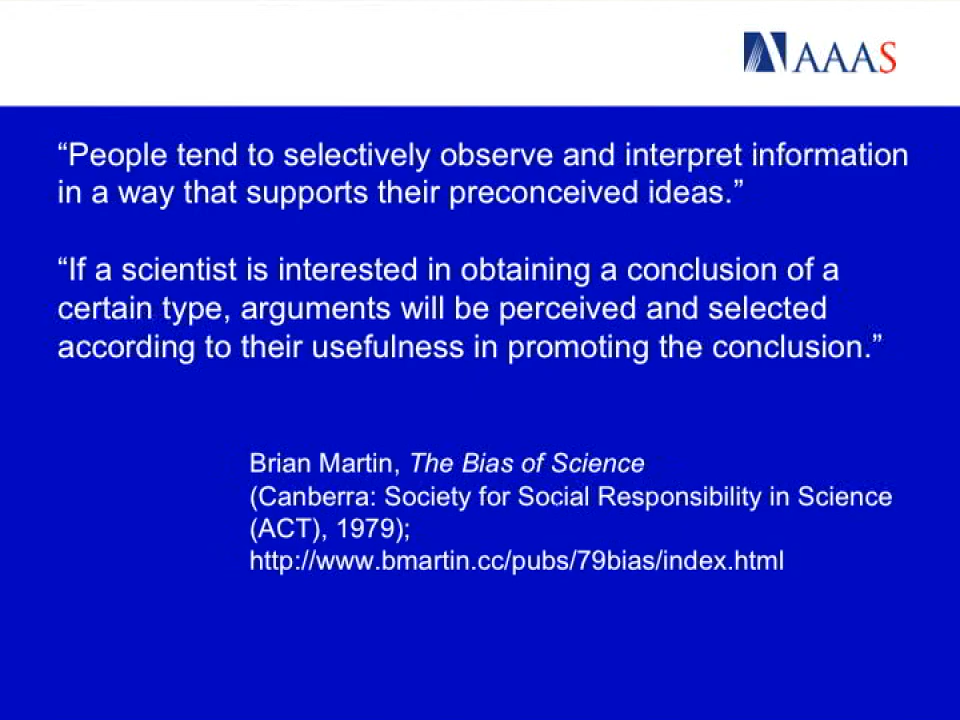 AAAS
“People tend to selectively observe and interpret information
in a way that supports their preconceived ideas.”
“If a scientist is interested in obtaining a conclusion of a
certain type, arguments will be perceived and selected
according to their usefulness in promoting the conclusion.”
Brian Martin, The Bias of Science
(Canberra: Society for Social Responsibility in Science
(ACT), 1979);
http://www.bmartin.cc/pubs/79bias/index.html